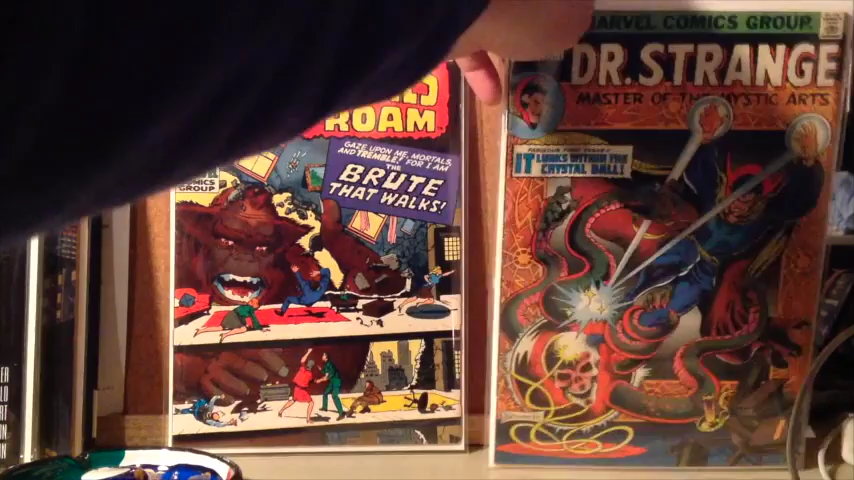 ROAM
GAZE UPON ME, MORTALS,
AND TREMBLE, FOR I AM
THE
BRUTE
THAT WALKS!
COMICS
GROUP
MARVEL COMICS GROUP
DR. STRANGE
MASTER OF THE MYSTIC ARTS
IT LURKS WITHIN THE
CRYSTAL BALL!